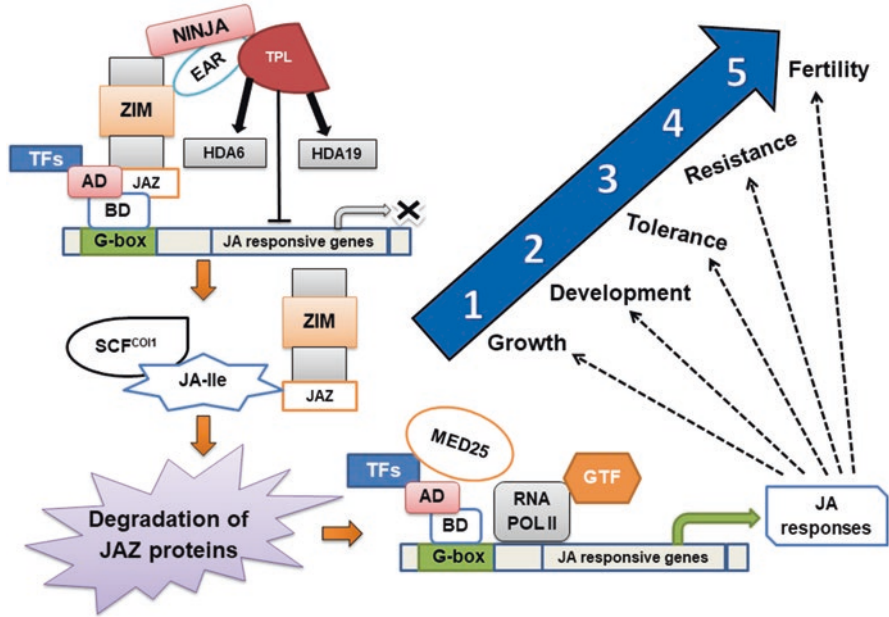 NINJA
EAR
TPL
ZIM
HDA6
HDA19
TFs
AD
JAZ
BD
G-box
JA responsive genes
X
SCF^COI1
JA-Ile
ZIM
JAZ
Degradation of
JAZ proteins
MED25
TFs
AD
BD
RNA
POL II
GTF
G-box
JA responsive genes
JA
responses
1
2
3
4
5
Growth
Development
Tolerance
Resistance
Fertility